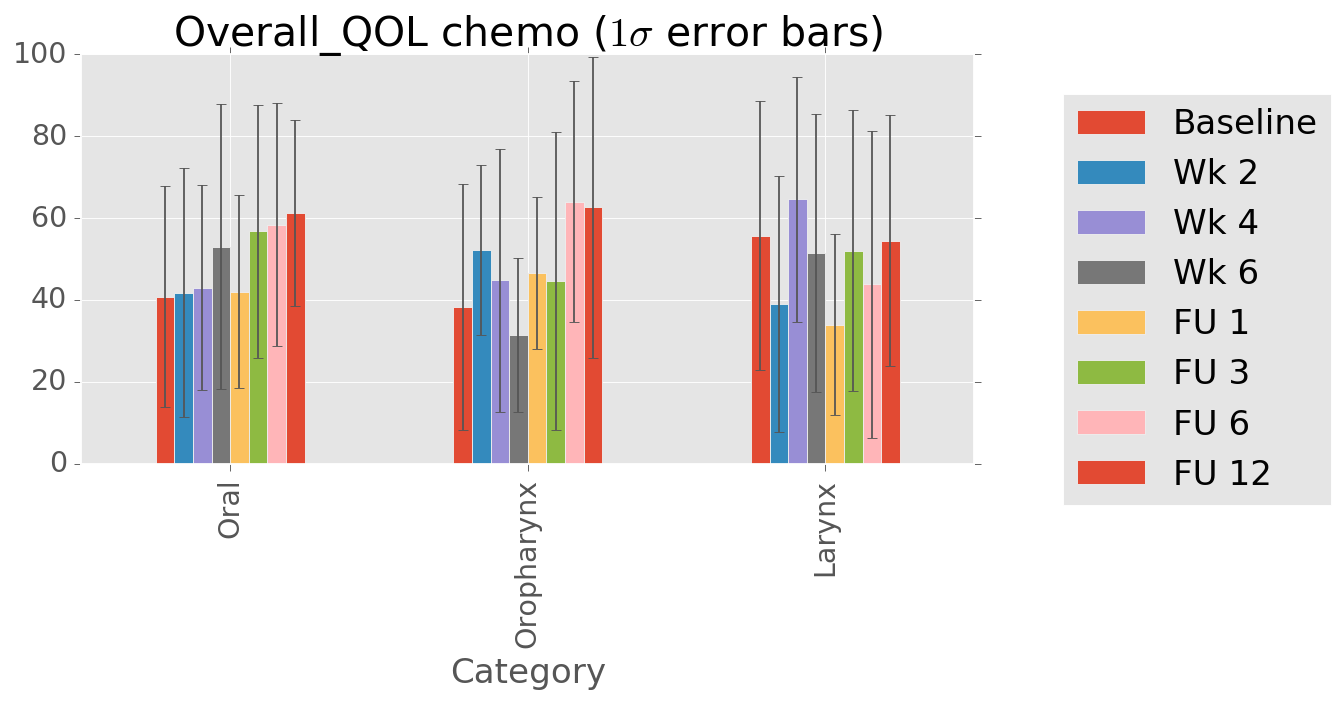 Overall_QOL chemo (1σ error bars)
100
80
60
40
20
0
Oral
Oropharynx
Larynx
Category
Baseline
Wk 2
Wk 4
Wk 6
FU 1
FU 3
FU 6
FU 12